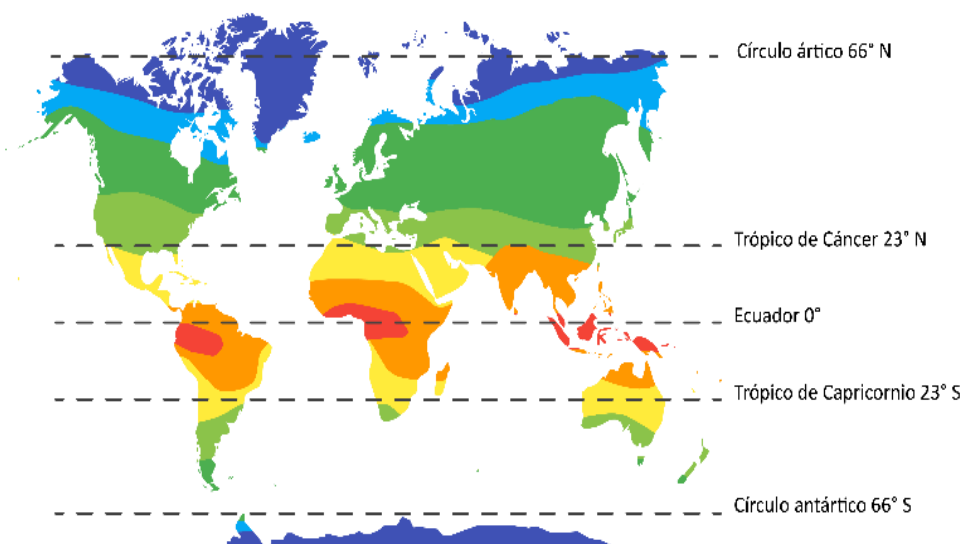 Círculo ártico 66° N
Trópico de Cáncer 23° N
Ecuador 0°
Trópico de Capricornio 23° S
Círculo antártico 66° S